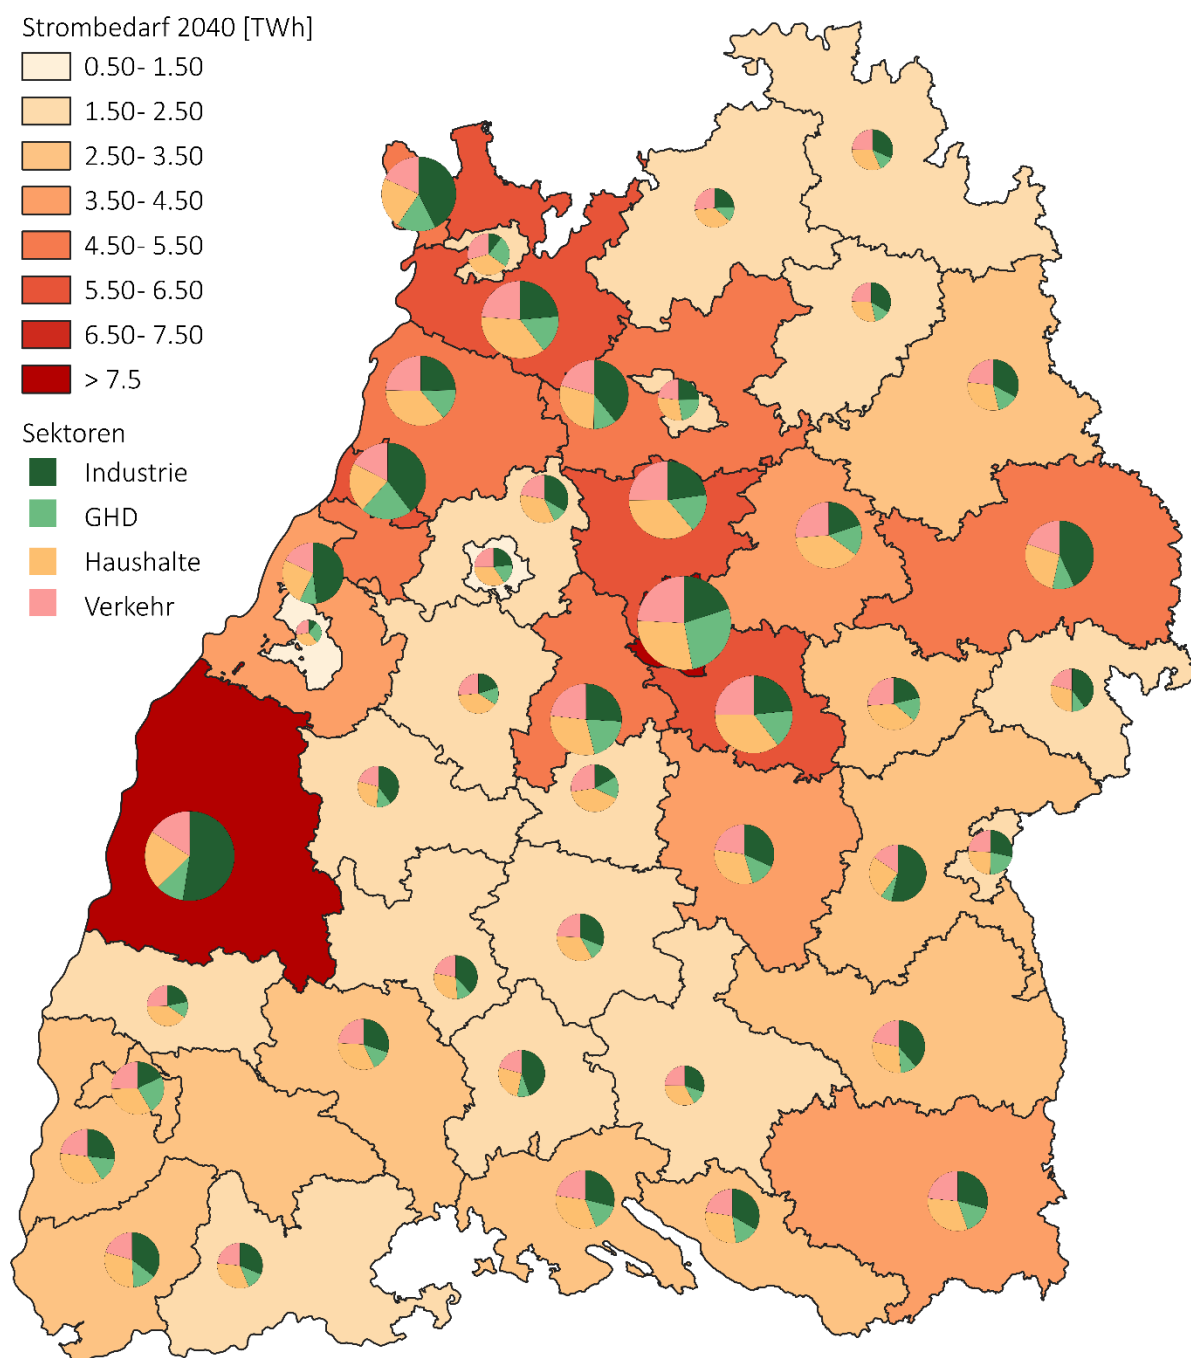 Strombedarf 2040 [TWh]
0.50- 1.50
1.50- 2.50
2.50- 3.50
3.50- 4.50
4.50- 5.50
5.50- 6.50
6.50- 7.50
> 7.5
Sektoren
Industrie
GHD
Haushalte
Verkehr